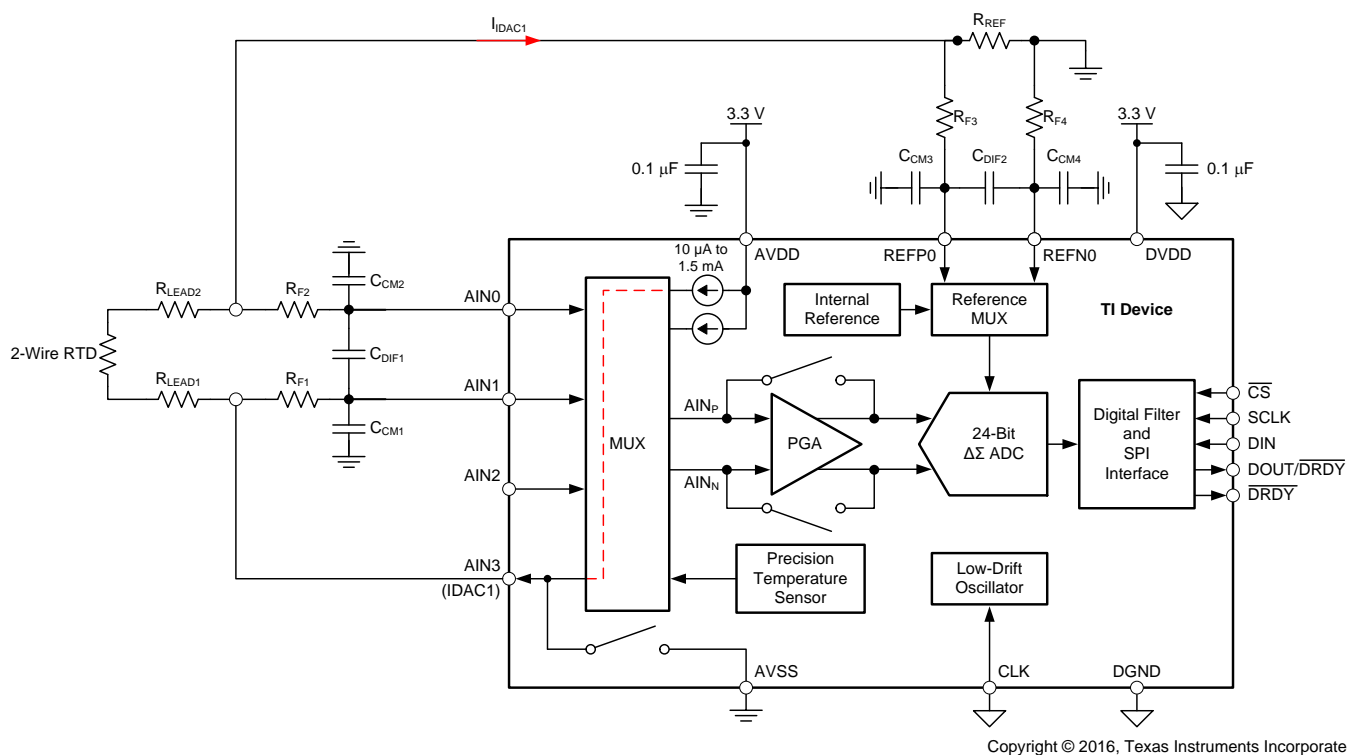 I_IDAC1
R_REF
R_F3
R_F4
3.3 V
3.3 V
0.1 µF
C_CM3
C_DIF2
C_CM4
0.1 µF
AVDD
REFP0
REFN0
DVDD
10 µA to
1.5 mA
R_LEAD2
R_F2
C_CM2
AIN0
Internal
Reference
Reference
MUX
TI Device
2-Wire RTD
C_DIF1
R_LEAD1
R_F1
AIN1
C_CM1
MUX
AIN_P
AIN_N
PGA
24-Bit
ΔΣ ADC
Digital Filter
and
SPI
Interface
C̅S̅
SCLK
DIN
DOUT/D̅R̅D̅Y̅
D̅R̅D̅Y̅
AIN2
AIN3
(IDAC1)
Precision
Temperature
Sensor
Low-Drift
Oscillator
AVSS
CLK
DGND
Copyright © 2016, Texas Instruments Incorporate